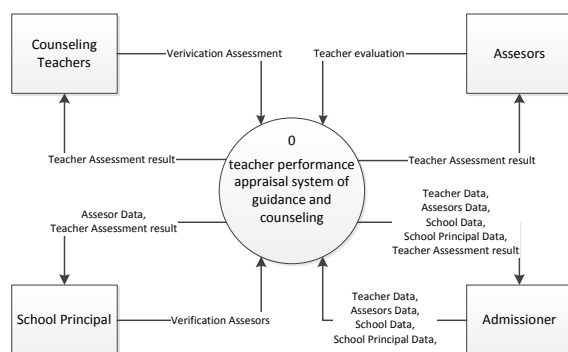 Counseling
Teachers
Verivication Assessment
Teacher evaluation
Assesors
0
teacher performance
appraisal system of
guidance and
counseling
Teacher Assessment result
Teacher Assessment result
Assesor Data,
Teacher Assessment result
Teacher Data,
Assesors Data,
School Data,
School Principal Data,
Teacher Assessment result
School Principal
Verification Assesors
Teacher Data,
Assesors Data,
School Data,
School Principal Data,
Admissioner